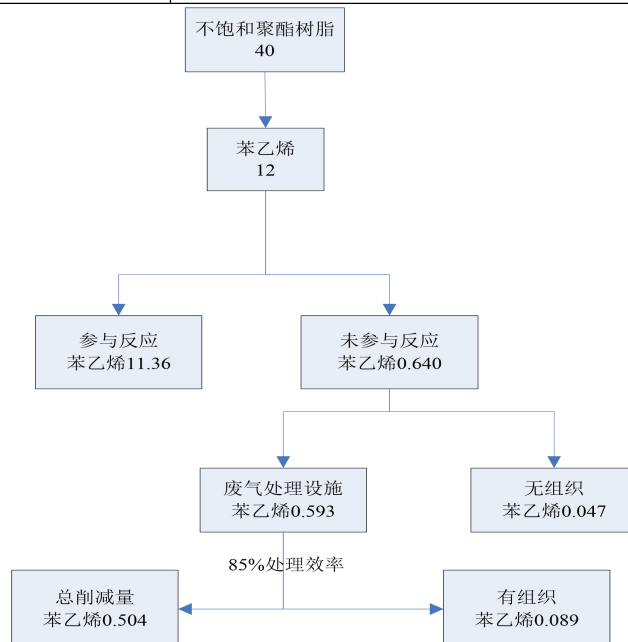 不饱和聚酯树脂
40
苯乙烯
12
参与反应
苯乙烯11.36
未参与反应
苯乙烯0.640
废气处理设施
苯乙烯0.593
无组织
苯乙烯0.047
85%处理效率
总削减量
苯乙烯0.504
有组织
苯乙烯0.089